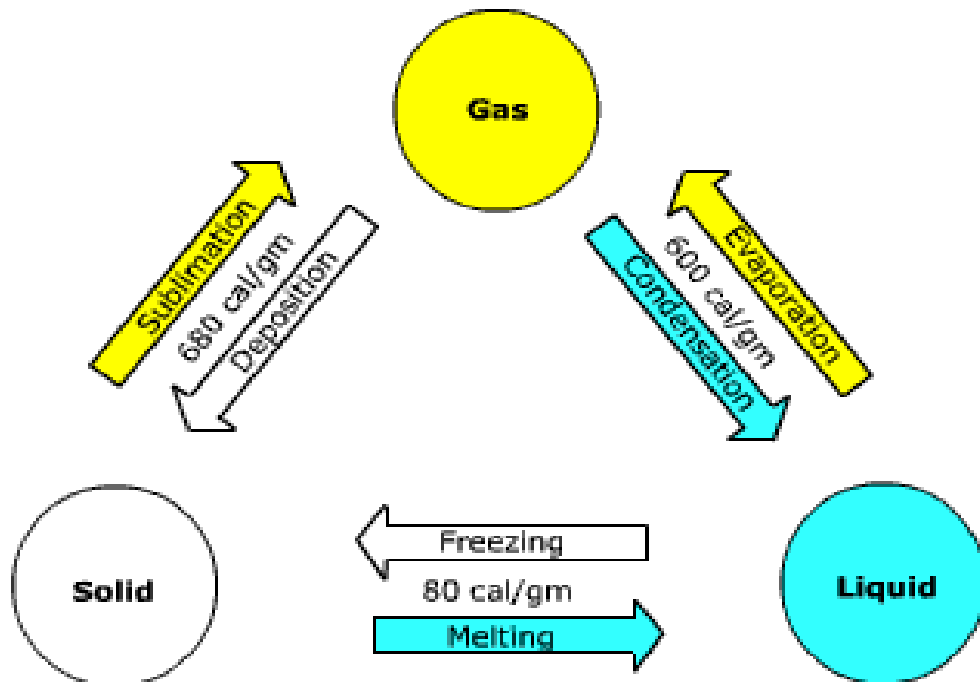 Gas
Sublimation
680 cal/gm
Deposition
Condensation
600 cal/gm
Evaporation
Solid
Freezing
80 cal/gm
Melting
Liquid